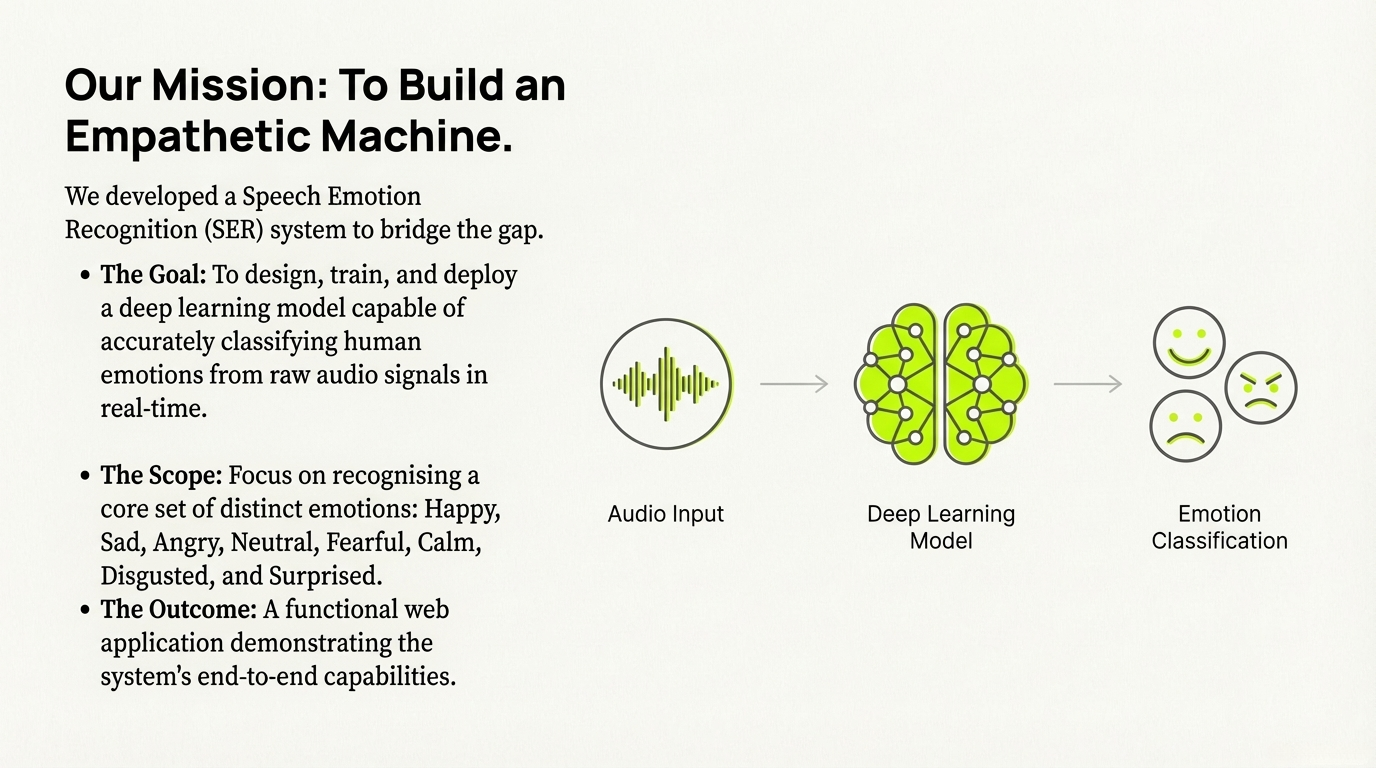 Our Mission: To Build an
Empathetic Machine.
We developed a Speech Emotion
Recognition (SER) system to bridge the gap.
• The Goal: To design, train, and deploy
a deep learning model capable of
accurately classifying human
emotions from raw audio signals in
real-time.
• The Scope: Focus on recognising a
core set of distinct emotions: Happy,
Sad, Angry, Neutral, Fearful, Calm,
Disgusted, and Surprised.
• The Outcome: A functional web
application demonstrating the
system’s end-to-end capabilities.
Audio Input
Deep Learning
Model
Emotion
Classification